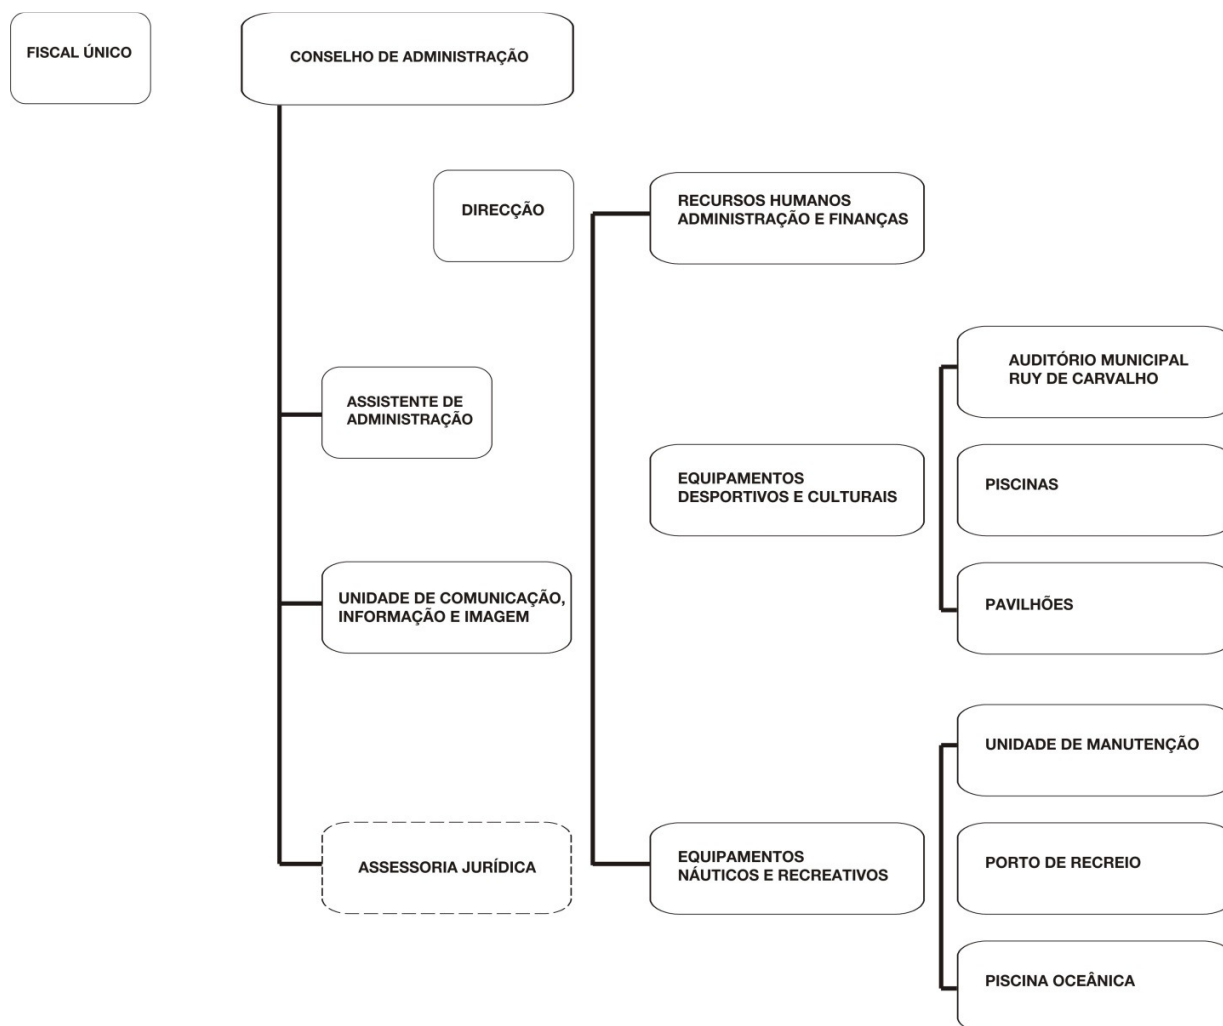 FISCAL ÚNICO
CONSELHO DE ADMINISTRAÇÃO
DIRECÇÃO
RECURSOS HUMANOS
ADMINISTRAÇÃO E FINANÇAS
ASSISTENTE DE
ADMINISTRAÇÃO
UNIDADE DE COMUNICAÇÃO,
INFORMAÇÃO E IMAGEM
ASSESSORIA JURÍDICA
EQUIPAMENTOS
DESPORTIVOS E CULTURAIS
AUDITÓRIO MUNICIPAL
RUY DE CARVALHO
PISCINAS
PAVILHÕES
EQUIPAMENTOS
NÁUTICOS E RECREATIVOS
UNIDADE DE MANUTENÇÃO
PORTO DE RECREIO
PISCINA OCEÂNICA